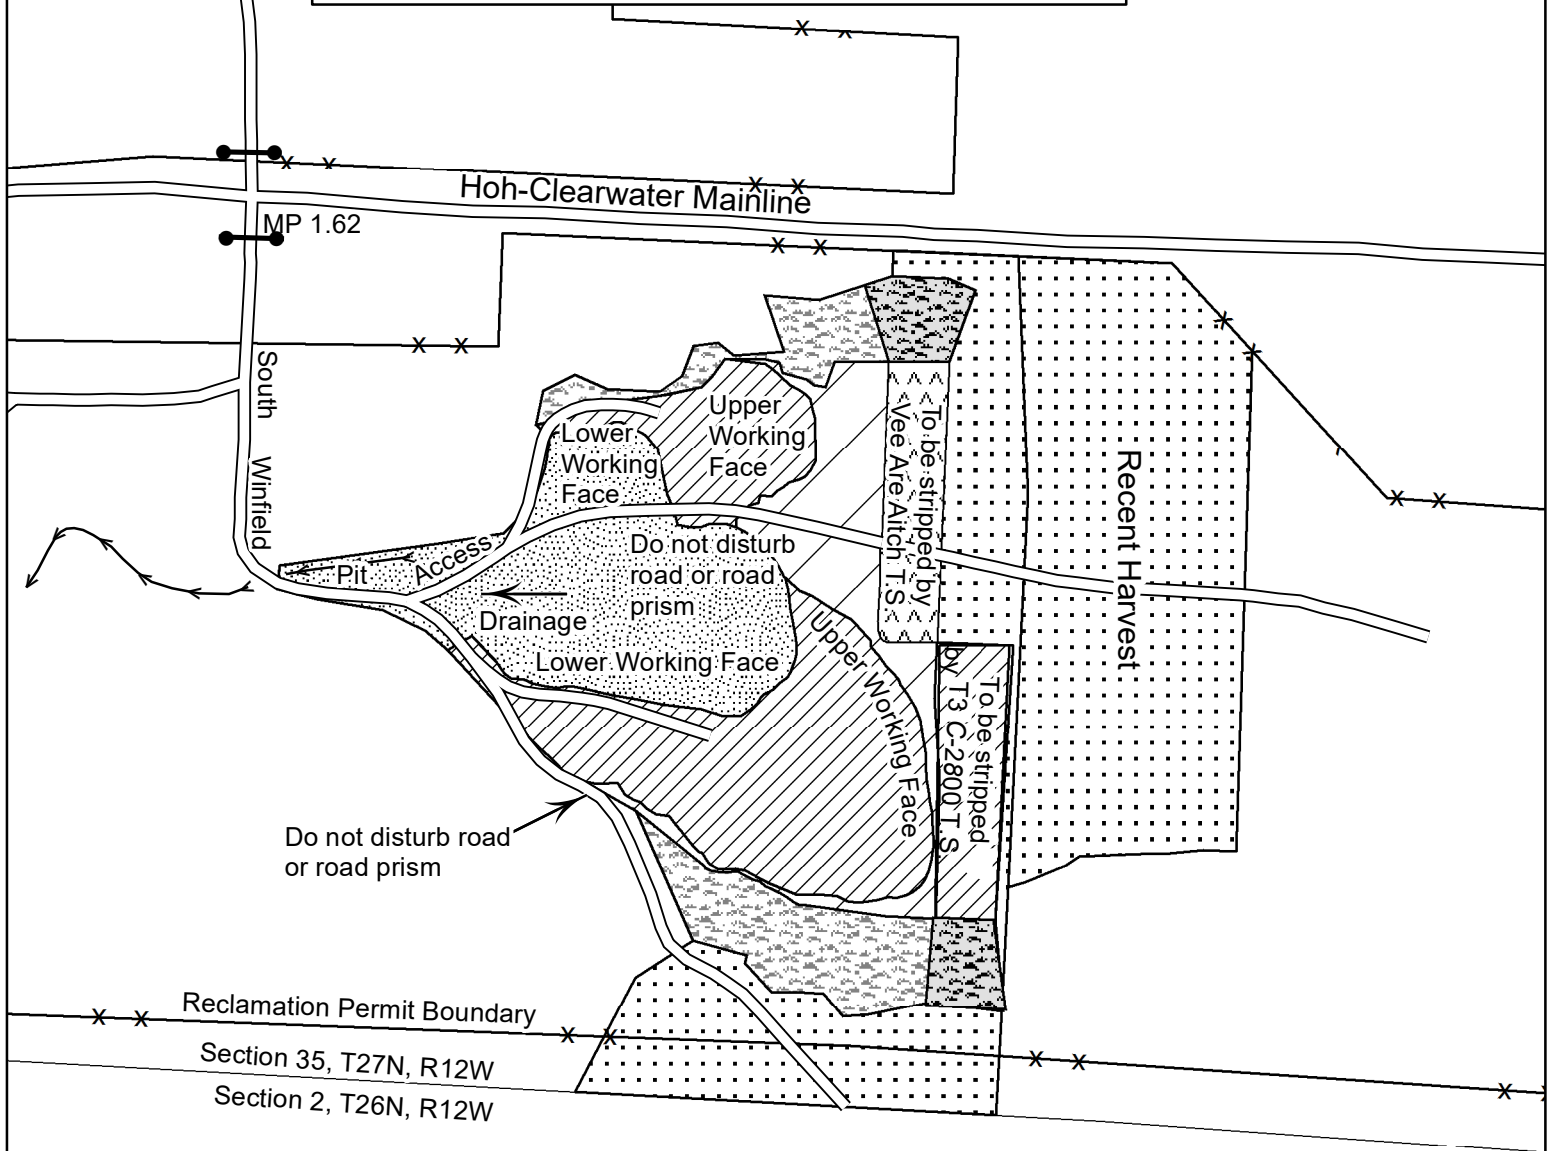 Hoh-Clearwater Mainline
MP 1.62
South
Winfield
Upper
Working
Face
Lower
Working
Face
To be stripped by
Vee Are Aitch T.S
Recent Harvest
Pit
Access
Do not disturb
road or road
prism
Drainage
Lower Working Face
Upper Working Face
To be stripped
by T3 C-2800 T.S
Do not disturb road
or road prism
Reclamation Permit Boundary
Section 35, T27N, R12W
Section 2, T26N, R12W